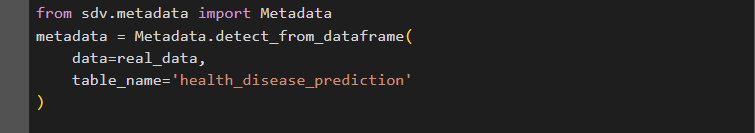 from sdv.metadata import Metadata
metadata = Metadata.detect_from_dataframe(
    data=real_data,
    table_name='health_disease_prediction'
)